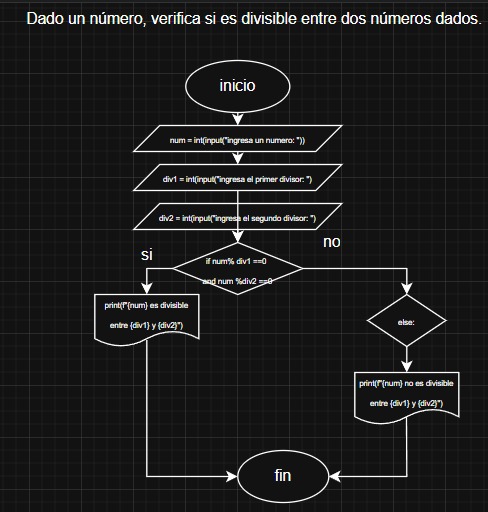 Dado un número, verifica si es divisible entre dos números dados.
inicio
num = int(input("ingresa un numero: "))
div1 = int(input("ingresa el primer divisor: ")
div2 = int(input("ingresa el segundo divisor: ")
si
no
if num% div1 ==0
and num %div2 ==0
print(f"{num} es divisible
entre {div1} y {div2}")
else:
print(f"{num} no es divisible
entre {div1} y {div2}")
fin